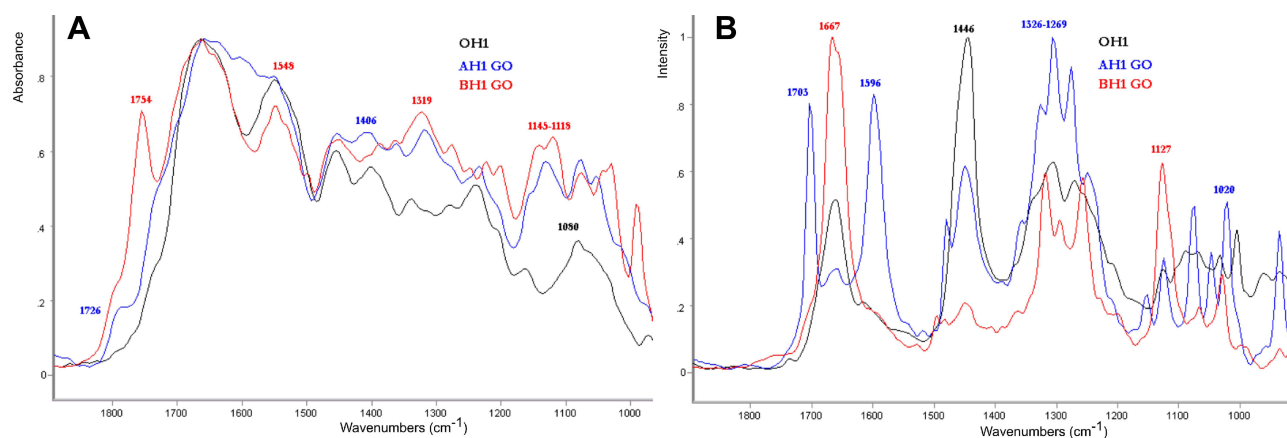 A
Absorbance
OH1
AH1 GO
BH1 GO
1754
1548
1406
1319
1145-1118
1080
1726
.8
.6
.4
.2
0
1800 1700 1600 1500 1400 1300 1200 1100 1000
Wavenumbers (cm-1)
B
Intensity
1667
1446
1326-1269
OH1
AH1 GO
BH1 GO
1703
1596
1127
1020
1
.8
.6
.4
.2
0
1800 1700 1600 1500 1400 1300 1200 1100 1000
Wavenumbers (cm-1)